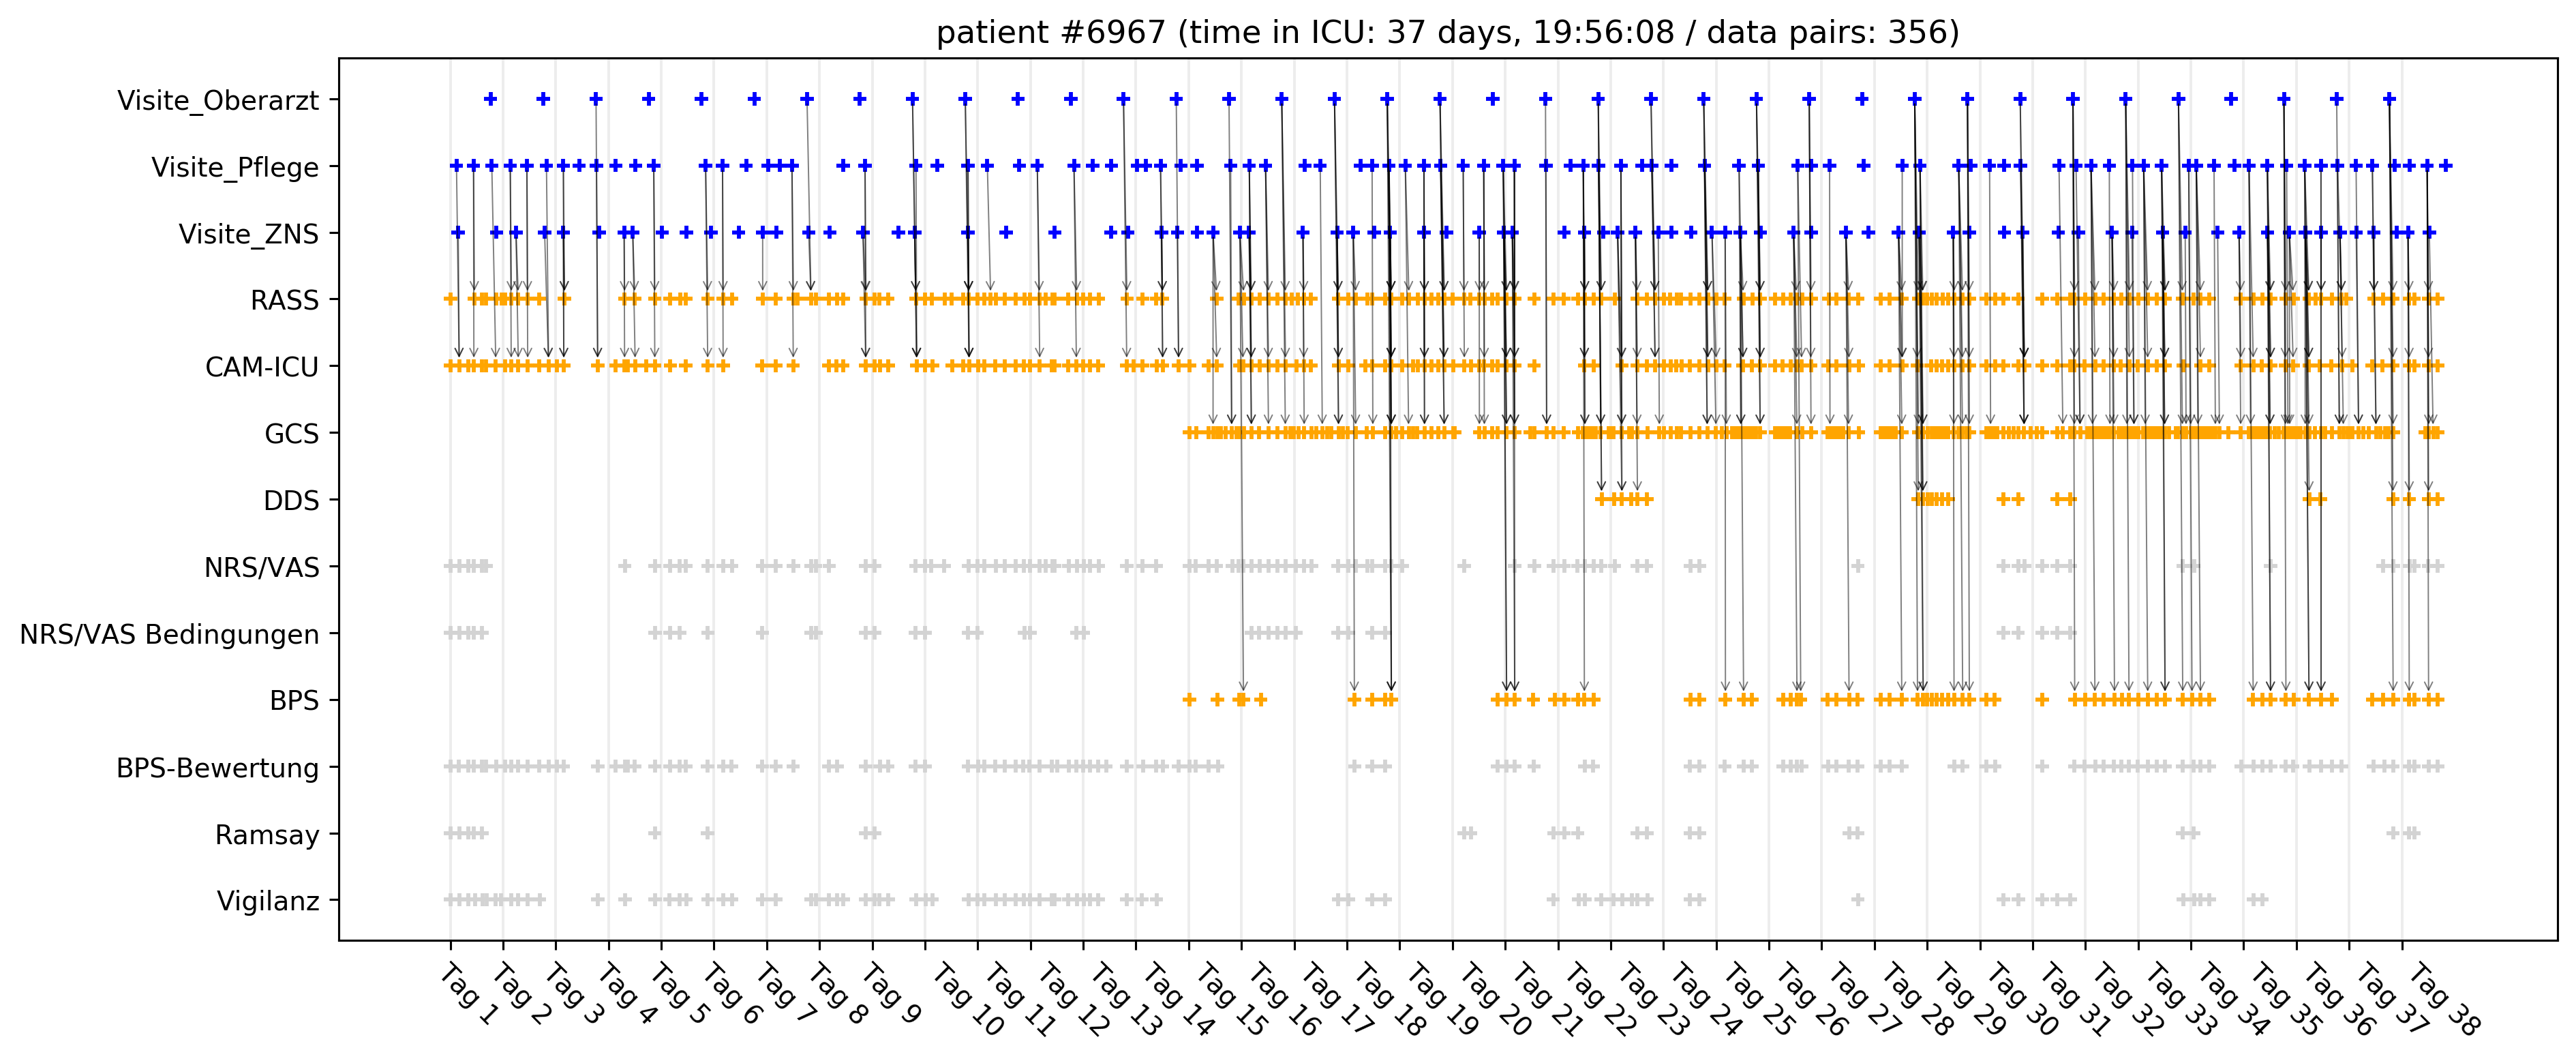 patient #6967 (time in ICU: 37 days, 19:56:08 / data pairs: 356)
Visite_Oberarzt
Visite_Pflege
Visite_ZNS
RASS
CAM-ICU
GCS
DDS
NRS/VAS
NRS/VAS Bedingungen
BPS
BPS-Bewertung
Ramsay
Vigilanz
Tag 1
Tag 2
Tag 3
Tag 4
Tag 5
Tag 6
Tag 7
Tag 8
Tag 9
Tag 10
Tag 11
Tag 12
Tag 13
Tag 14
Tag 15
Tag 16
Tag 17
Tag 18
Tag 19
Tag 20
Tag 21
Tag 22
Tag 23
Tag 24
Tag 25
Tag 26
Tag 27
Tag 28
Tag 29
Tag 30
Tag 31
Tag 32
Tag 33
Tag 34
Tag 35
Tag 36
Tag 37
Tag 38